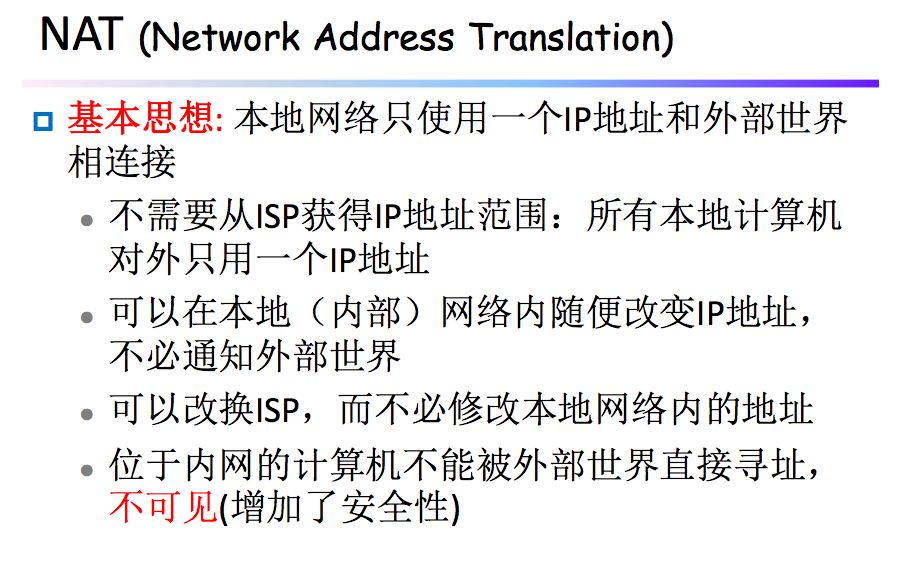 NAT (Network Address Translation)
基本思想: 本地网络只使用一个IP地址和外部世界
相连接
不需要从ISP获得IP地址范围：所有本地计算机
对外只用一个IP地址
可以在本地（内部）网络内随便改变IP地址，
不必通知外部世界
可以改换ISP，而不必修改本地网络内的地址
位于内网的计算机不能被外部世界直接寻址，
不可见(增加了安全性)